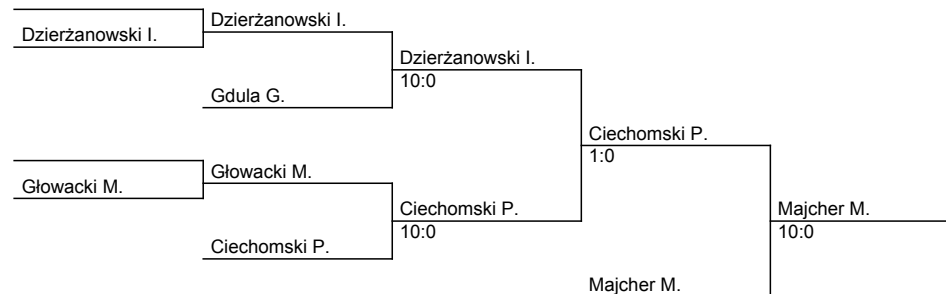 Dzierżanowski I.
Dzierżanowski I.
Dzierżanowski I.
10:0
Gdula G.
Ciechomski P.
1:0
Głowacki M.
Głowacki M.
Ciechomski P.
10:0
Majcher M.
10:0
Ciechomski P.
Majcher M.